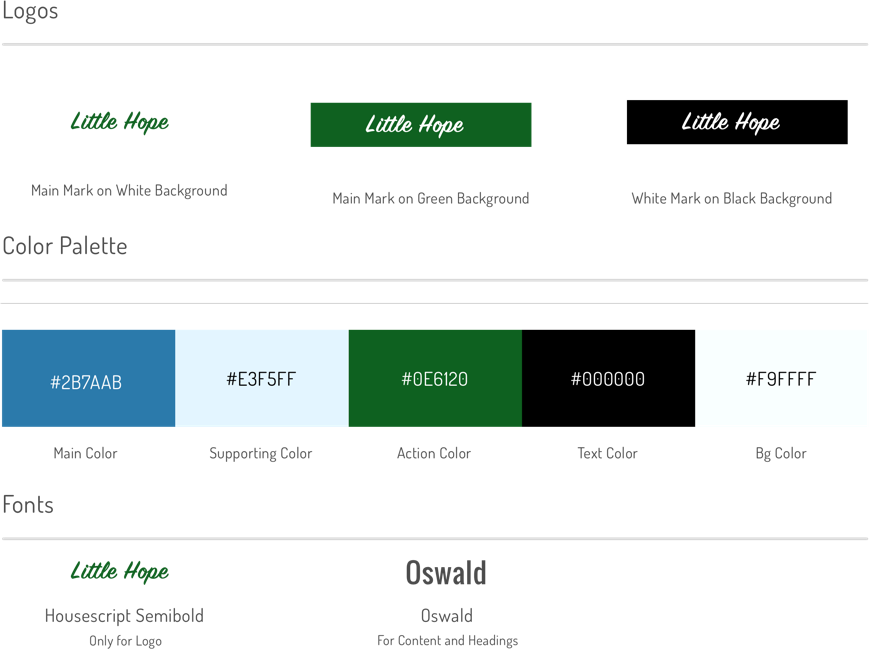 Logos
Little Hope
Little Hope
Little Hope
Main Mark on White Background
Main Mark on Green Background
White Mark on Black Background
Color Palette
#2B7AAB
#E3F5FF
#0E6120
#000000
#F9FFFF
Main Color
Supporting Color
Action Color
Text Color
Bg Color
Fonts
Little Hope
Oswald
Housescript Semibold
Oswald
Only for Logo
For Content and Headings